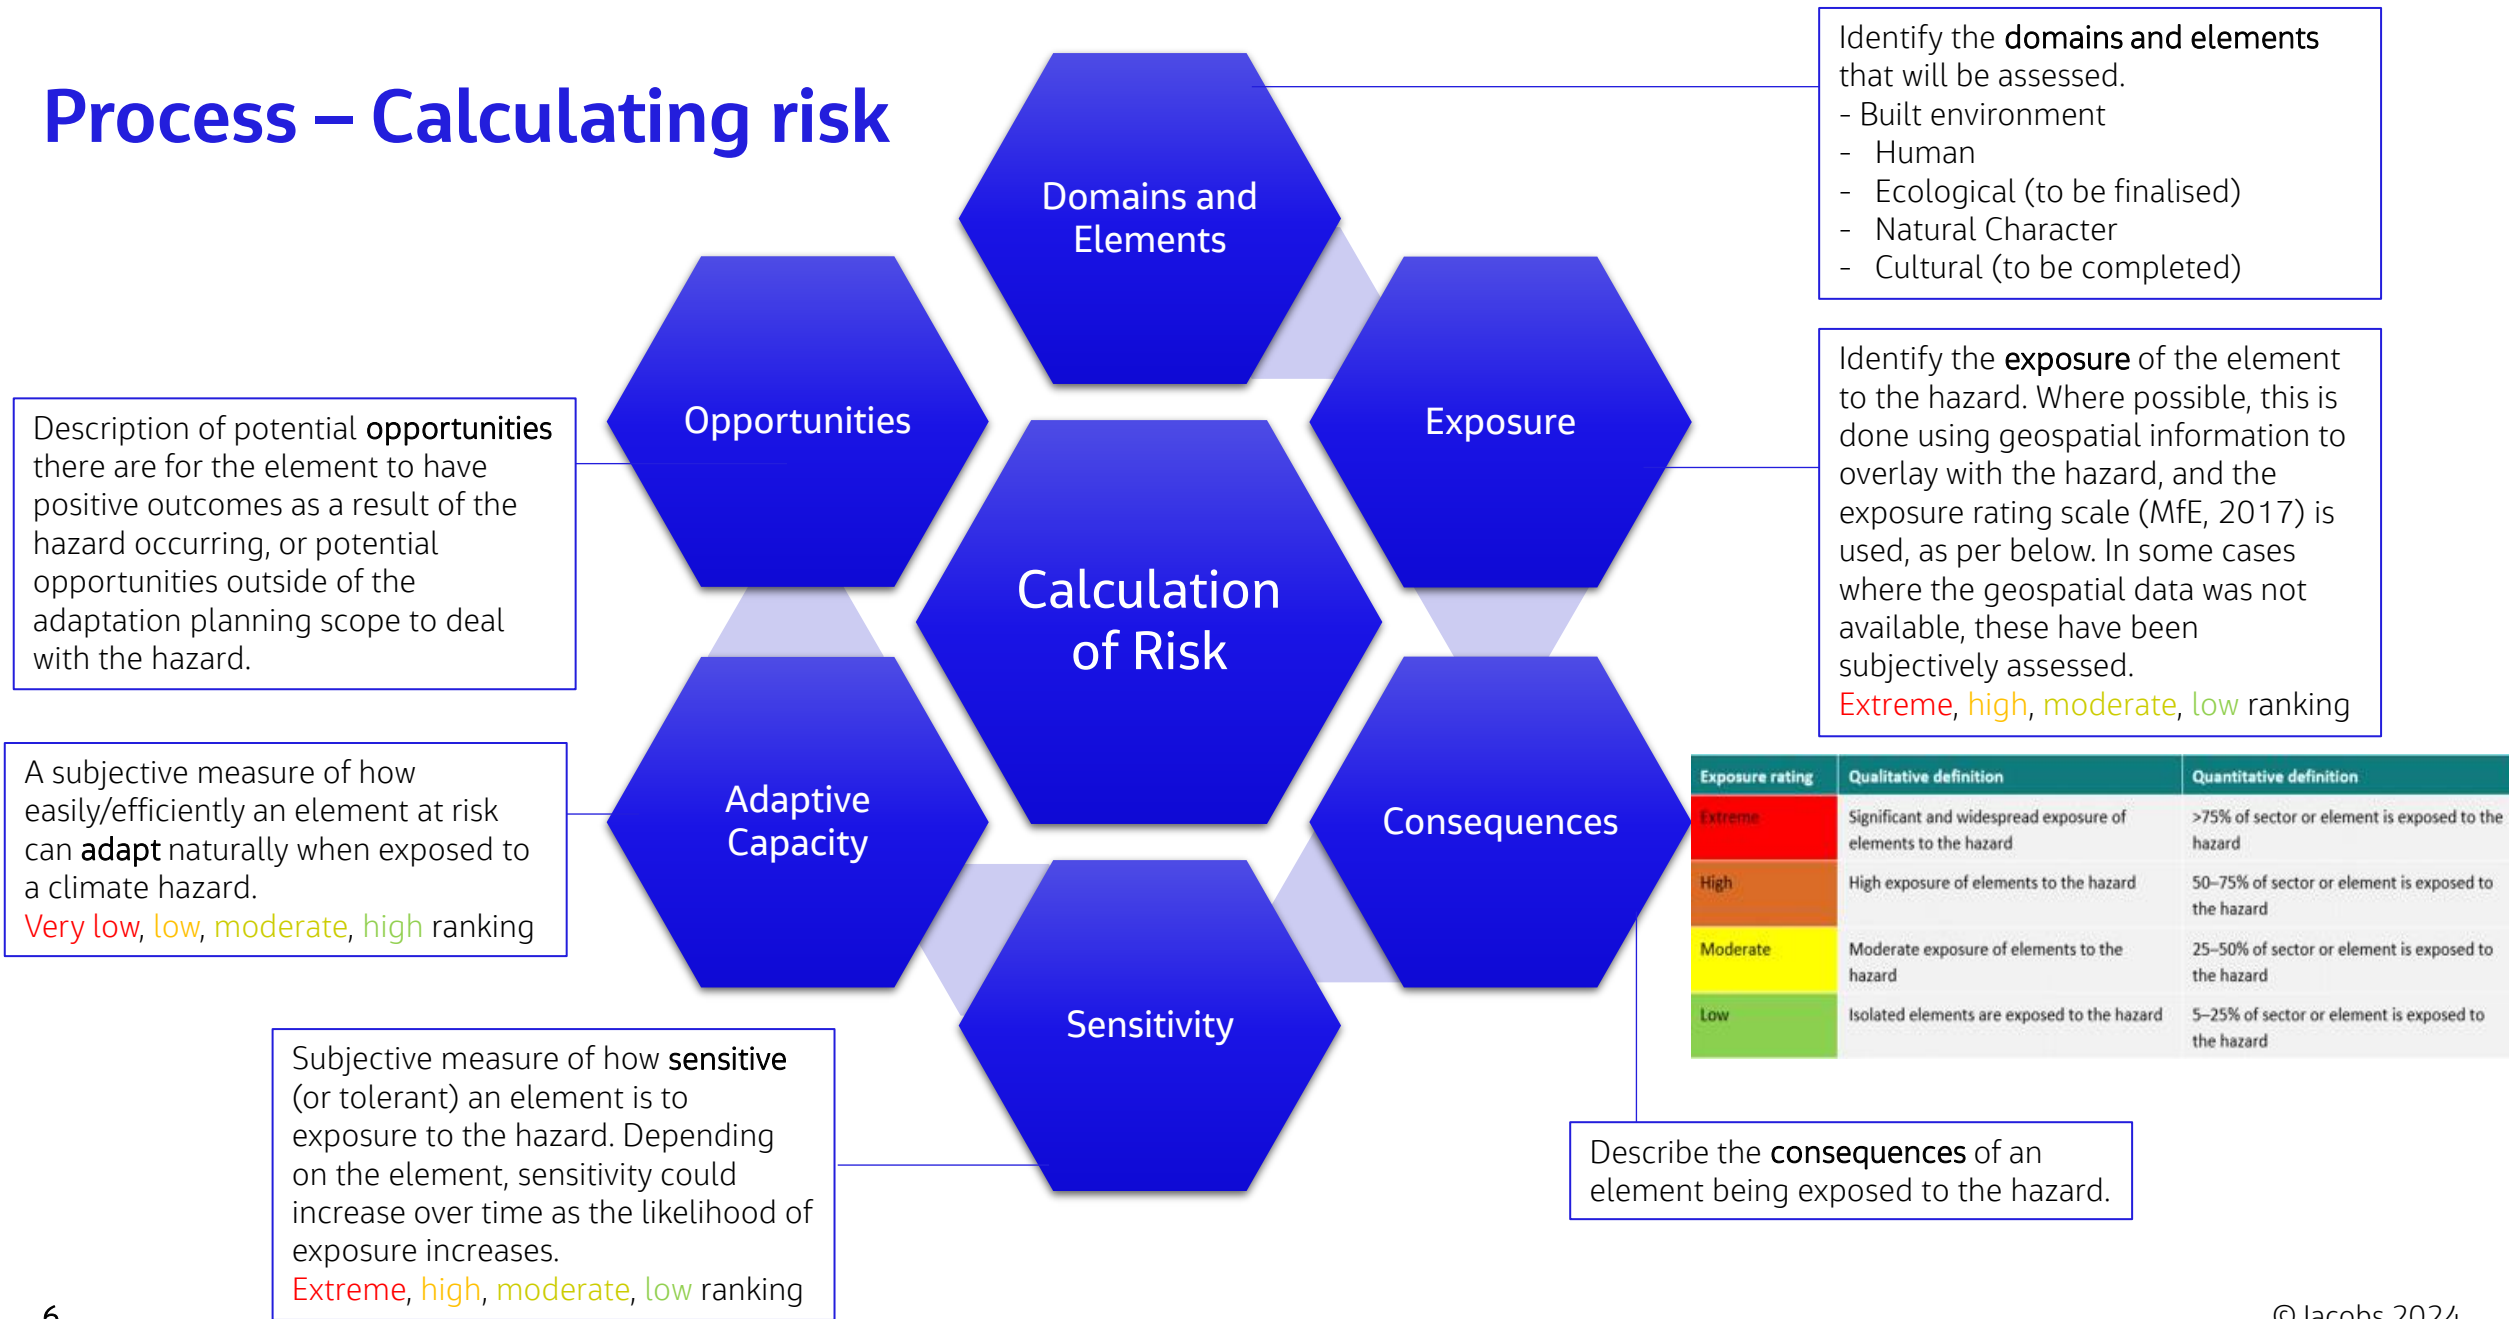 Process – Calculating risk
Domains and
Elements
Exposure
Consequences
Sensitivity
Adaptive
Capacity
Opportunities
Calculation
of Risk
Identify the domains and elements
that will be assessed.
- Built environment
- Human
- Ecological (to be finalised)
- Natural Character
- Cultural (to be completed)
Identify the exposure of the element
to the hazard. Where possible, this is
done using geospatial information to
overlay with the hazard, and the
exposure rating scale (MfE, 2017) is
used, as per below. In some cases
where the geospatial data was not
available, these have been
subjectively assessed.
Extreme, high, moderate, low ranking
Exposure rating Qualitative definition Quantitative definition
Extreme Significant and widespread exposure of >75% of sector or element is exposed to the
elements to the hazard hazard
High High exposure of elements to the hazard 50–75% of sector or element is exposed to
the hazard
Moderate Moderate exposure of elements to the 25–50% of sector or element is exposed to
hazard the hazard
Low Isolated elements are exposed to the hazard 5–25% of sector or element is exposed to
the hazard
Describe the consequences of an
element being exposed to the hazard.
Subjective measure of how sensitive
(or tolerant) an element is to
exposure to the hazard. Depending
on the element, sensitivity could
increase over time as the likelihood of
exposure increases.
Extreme, high, moderate, low ranking
A subjective measure of how
easily/efficiently an element at risk
can adapt naturally when exposed to
a climate hazard.
Very low, low, moderate, high ranking
Description of potential opportunities
there are for the element to have
positive outcomes as a result of the
hazard occurring, or potential
opportunities outside of the
adaptation planning scope to deal
with the hazard.
6
© Jacobs 2024